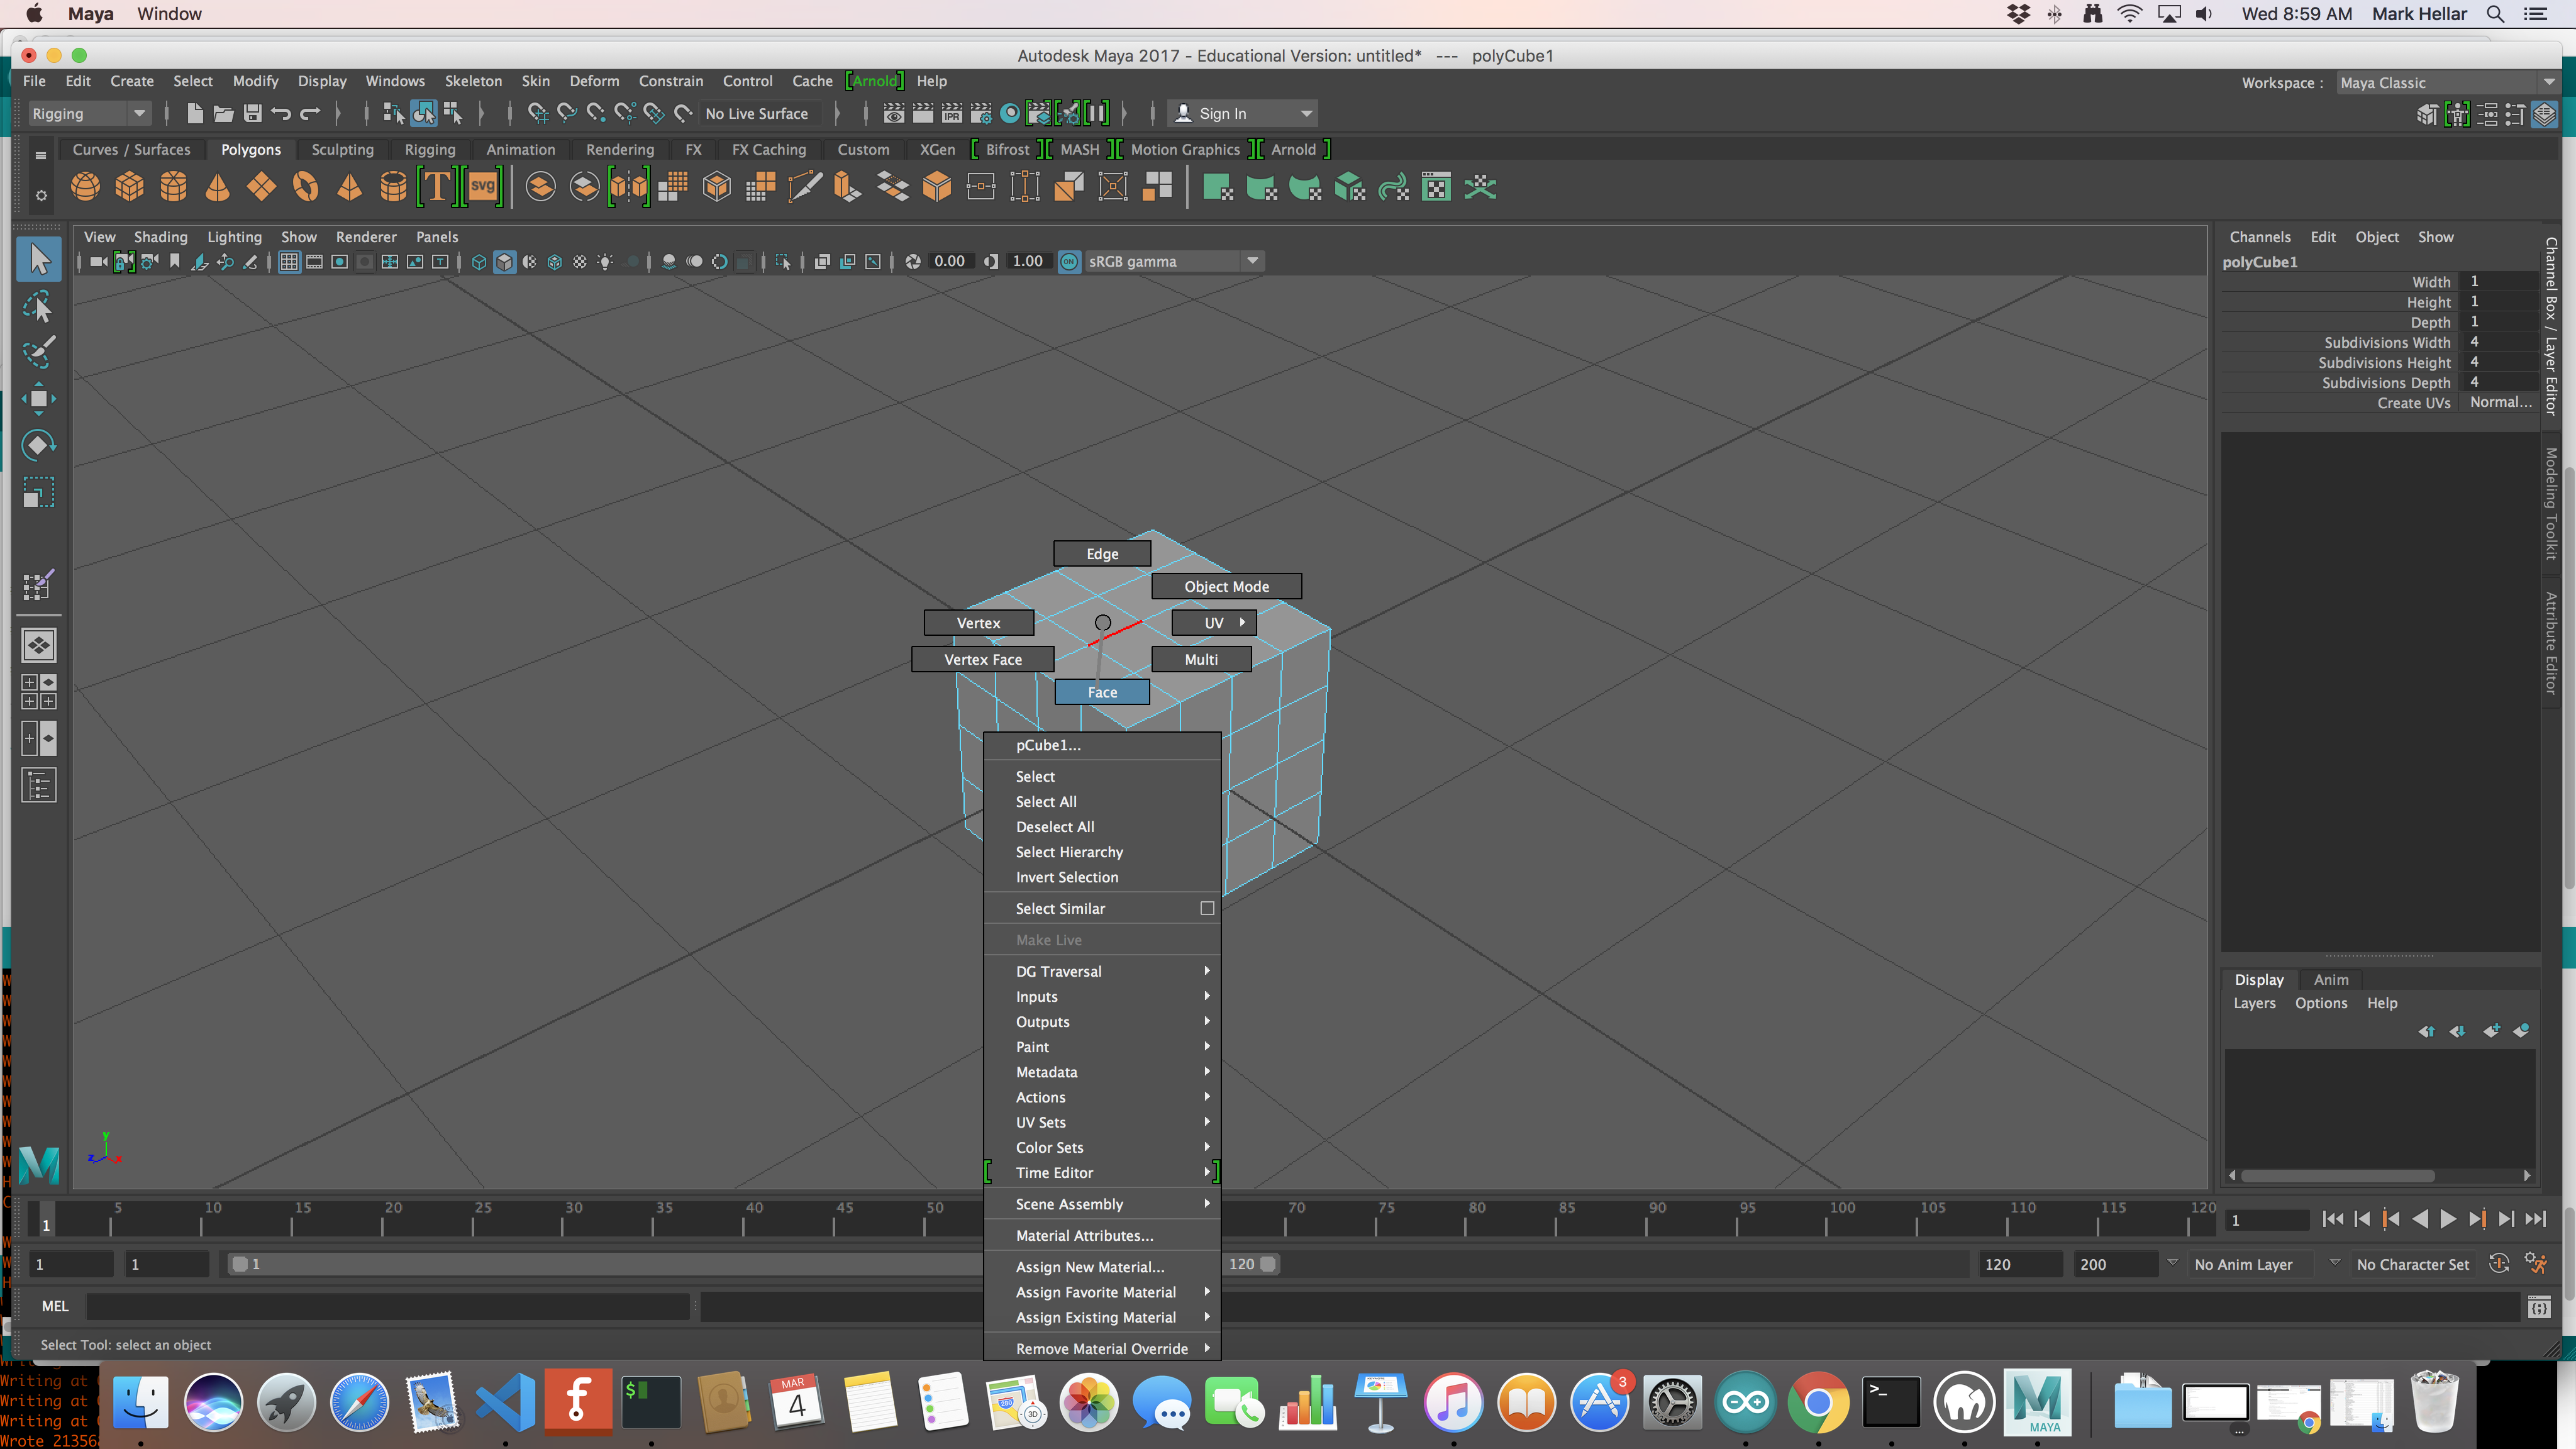 Maya Window Wed 8:59 AM Mark Hellar
Autodesk Maya 2017 - Educational Version: untitled* --- polyCube1
File Edit Create Select Modify Display Windows Skeleton Skin Deform Constrain Control Cache [Arnold] Help
Workspace : Maya Classic
Rigging No Live Surface IPR Sign In
Curves / Surfaces Polygons Sculpting Rigging Animation Rendering FX FX Caching Custom XGen [ Bifrost ][ MASH ][ Motion Graphics ][ Arnold ]
T svg
View Shading Lighting Show Renderer Panels
0.00 1.00 ON sRGB gamma
Channels Edit Object Show
polyCube1
Width 1
Height 1
Depth 1
Subdivisions Width 4
Subdivisions Height 4
Subdivisions Depth 4
Create UVs Normal...
Channel Box / Layer Editor
Modeling Toolkit
Attribute Editor
Edge
Object Mode
Vertex
UV
Vertex Face
Multi
Face
pCube1...
Select
Select All
Deselect All
Select Hierarchy
Invert Selection
Select Similar
Make Live
DG Traversal
Inputs
Outputs
Paint
Metadata
Actions
UV Sets
Color Sets
[ Time Editor ]
Scene Assembly
Material Attributes...
Assign New Material...
Assign Favorite Material
Assign Existing Material
Remove Material Override
Display Anim
Layers Options Help
y
z x
1 5 10 15 20 25 30 35 40 45 50 70 75 80 85 90 95 100 105 110 115 120 1
1 1 1 120 120 200 No Anim Layer No Character Set
MEL
Select Tool: select an object
Writing at
Writing at
Writing at
Wrote 21356
MAR
4
3
MAYA